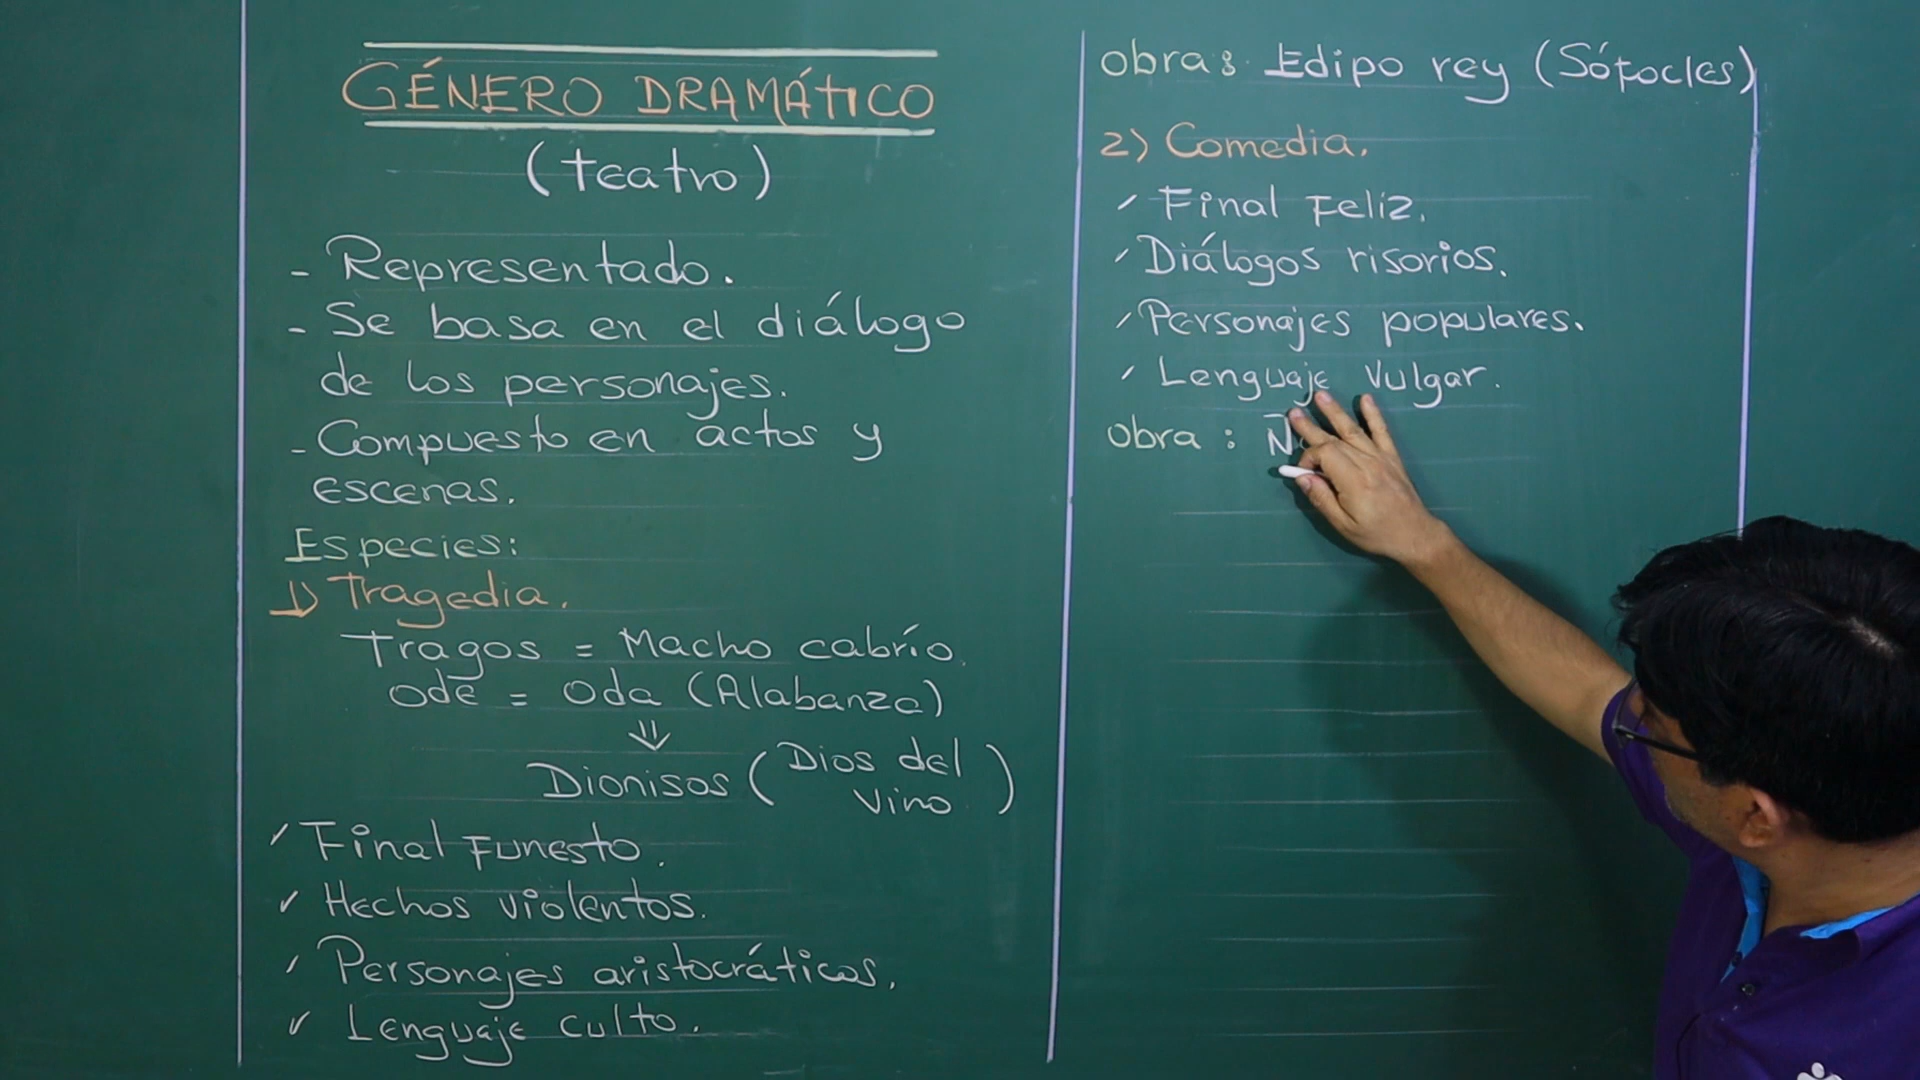 GÉNERO DRAMÁTICO
(teatro)
- Representado.
- Se basa en el diálogo
de los personajes.
- Compuesto en actos y
escenas.
Especies:
1) Tragedia.
Tragos = Macho cabrío.
Ode = Oda (Alabanza)
⇓
Dionisos (Dios del
vino)
✓ Final Funesto.
✓ Hechos violentos.
✓ Personajes aristocráticos.
✓ Lenguaje culto.
obra: Edipo rey (Sófocles)
2) Comedia.
✓ Final Feliz.
✓ Diálogos risorios.
✓ Personajes populares.
✓ Lenguaje Vulgar.
Obra :